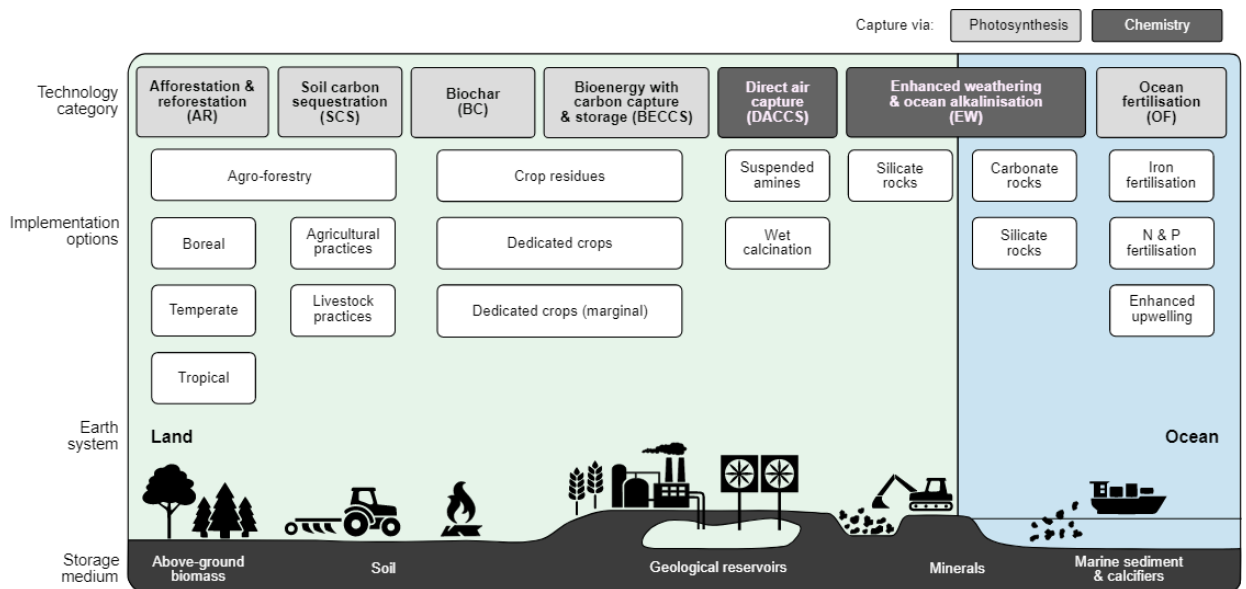 Capture via:
Photosynthesis
Chemistry
Technology
category
Afforestation &
reforestation
(AR)
Soil carbon
sequestration
(SCS)
Biochar
(BC)
Bioenergy with
carbon capture
& storage (BECCS)
Direct air
capture
(DACCS)
Enhanced weathering
& ocean alkalinisation
(EW)
Ocean
fertilisation
(OF)
Implementation
options
Agro-forestry
Crop residues
Suspended
amines
Silicate
rocks
Carbonate
rocks
Iron
fertilisation
Boreal
Agricultural
practices
Dedicated crops
Wet
calcination
Silicate
rocks
N & P
fertilisation
Temperate
Livestock
practices
Dedicated crops (marginal)
Enhanced
upwelling
Tropical
Earth
system
Land
Ocean
Storage
medium
Above-ground
biomass
Soil
Geological reservoirs
Minerals
Marine sediment
& calcifiers